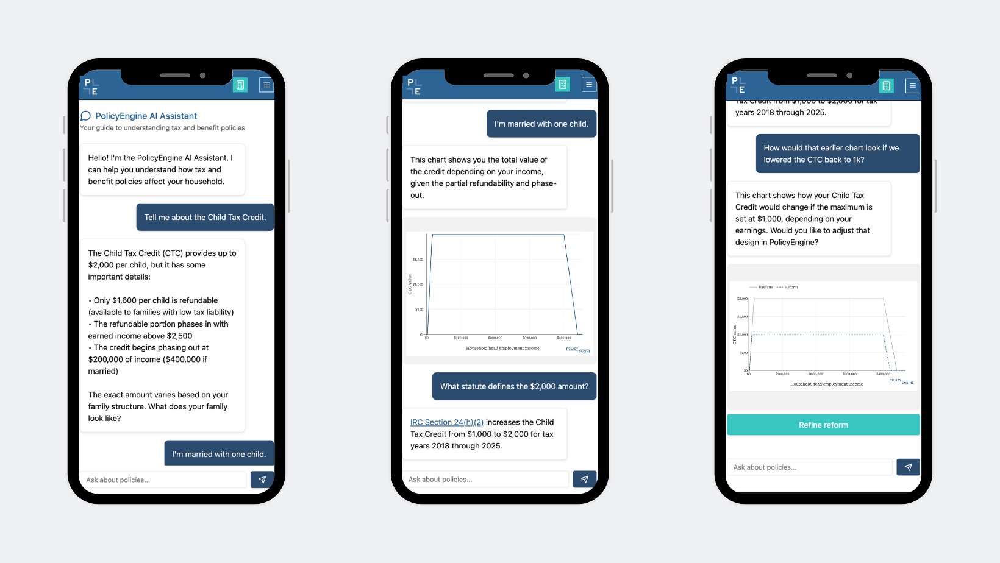 P
E
PolicyEngine AI Assistant
Your guide to understanding tax and benefit policies
Hello! I'm the PolicyEngine AI Assistant. I
can help you understand how tax and
benefit policies affect your household.
Tell me about the Child Tax Credit.
The Child Tax Credit (CTC) provides up to
$2,000 per child, but it has some
important details:
• Only $1,600 per child is refundable
(available to families with low tax liability)
• The refundable portion phases in with
earned income above $2,500
• The credit begins phasing out at
$200,000 of income ($400,000 if
married)
The exact amount varies based on your
family structure. What does your family
look like?
I'm married with one child.
Ask about policies...
P
E
I'm married with one child.
This chart shows you the total value of
the credit depending on your income,
given the partial refundability and phase-
out.
CTC value
$1,500
$1,000
$500
$0
$0 $100,000 $200,000 $300,000 $400,000
Household head employment income
POLICY
ENGINE
What statute defines the $2,000 amount?
IRC Section 24(h)(2) increases the Child
Tax Credit from $1,000 to $2,000 for tax
years 2018 through 2025.
Ask about policies...
P
E
Tax Credit from $1,000 to $2,000 for tax
years 2018 through 2025.
How would that earlier chart look if we
lowered the CTC back to 1k?
This chart shows how your Child Tax
Credit would change if the maximum is
set at $1,000, depending on your
earnings. Would you like to adjust that
design in PolicyEngine?
Baseline Reform
CTC value
$2,000
$1,500
$1,000
$500
$0
$0 $100,000 $200,000 $300,000 $400,000
Household head employment income
POLICY
ENGINE
Refine reform
Ask about policies...